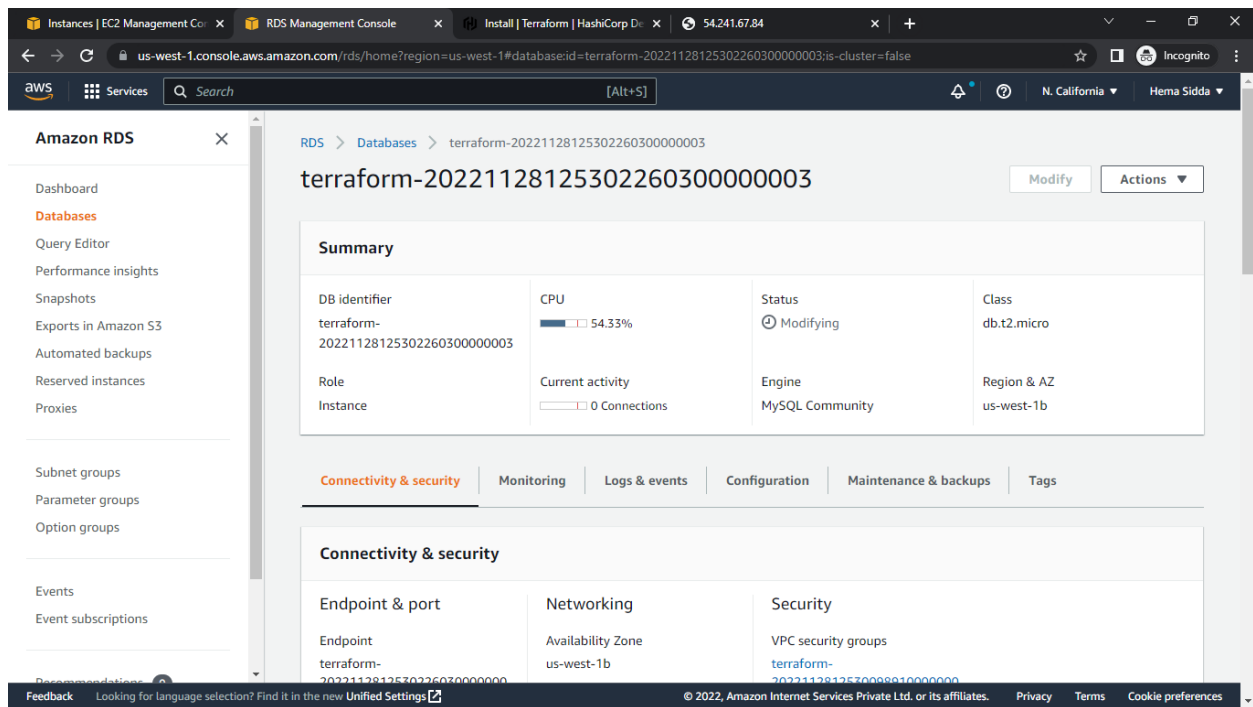 Instances | EC2 Management Cor
RDS Management Console
Install | Terraform | HashiCorp De
54.241.67.84
us-west-1.console.aws.amazon.com/rds/home?region=us-west-1#database:id=terraform-20221128125302260300000003;is-cluster=false
Incognito
aws
Services
Search
[Alt+S]
N. California
Hema Sidda
Amazon RDS
Dashboard
Databases
Query Editor
Performance insights
Snapshots
Exports in Amazon S3
Automated backups
Reserved instances
Proxies
Subnet groups
Parameter groups
Option groups
Events
Event subscriptions
Recommendations
RDS > Databases > terraform-20221128125302260300000003
terraform-20221128125302260300000003
Modify
Actions
Summary
DB identifier
terraform-
20221128125302260300000003
CPU
54.33%
Status
Modifying
Class
db.t2.micro
Role
Instance
Current activity
0 Connections
Engine
MySQL Community
Region & AZ
us-west-1b
Connectivity & security
Monitoring
Logs & events
Configuration
Maintenance & backups
Tags
Connectivity & security
Endpoint & port
Endpoint
terraform-
Networking
Availability Zone
us-west-1b
Security
VPC security groups
terraform-
Feedback
Looking for language selection? Find it in the new Unified Settings
© 2022, Amazon Internet Services Private Ltd. or its affiliates.
Privacy
Terms
Cookie preferences